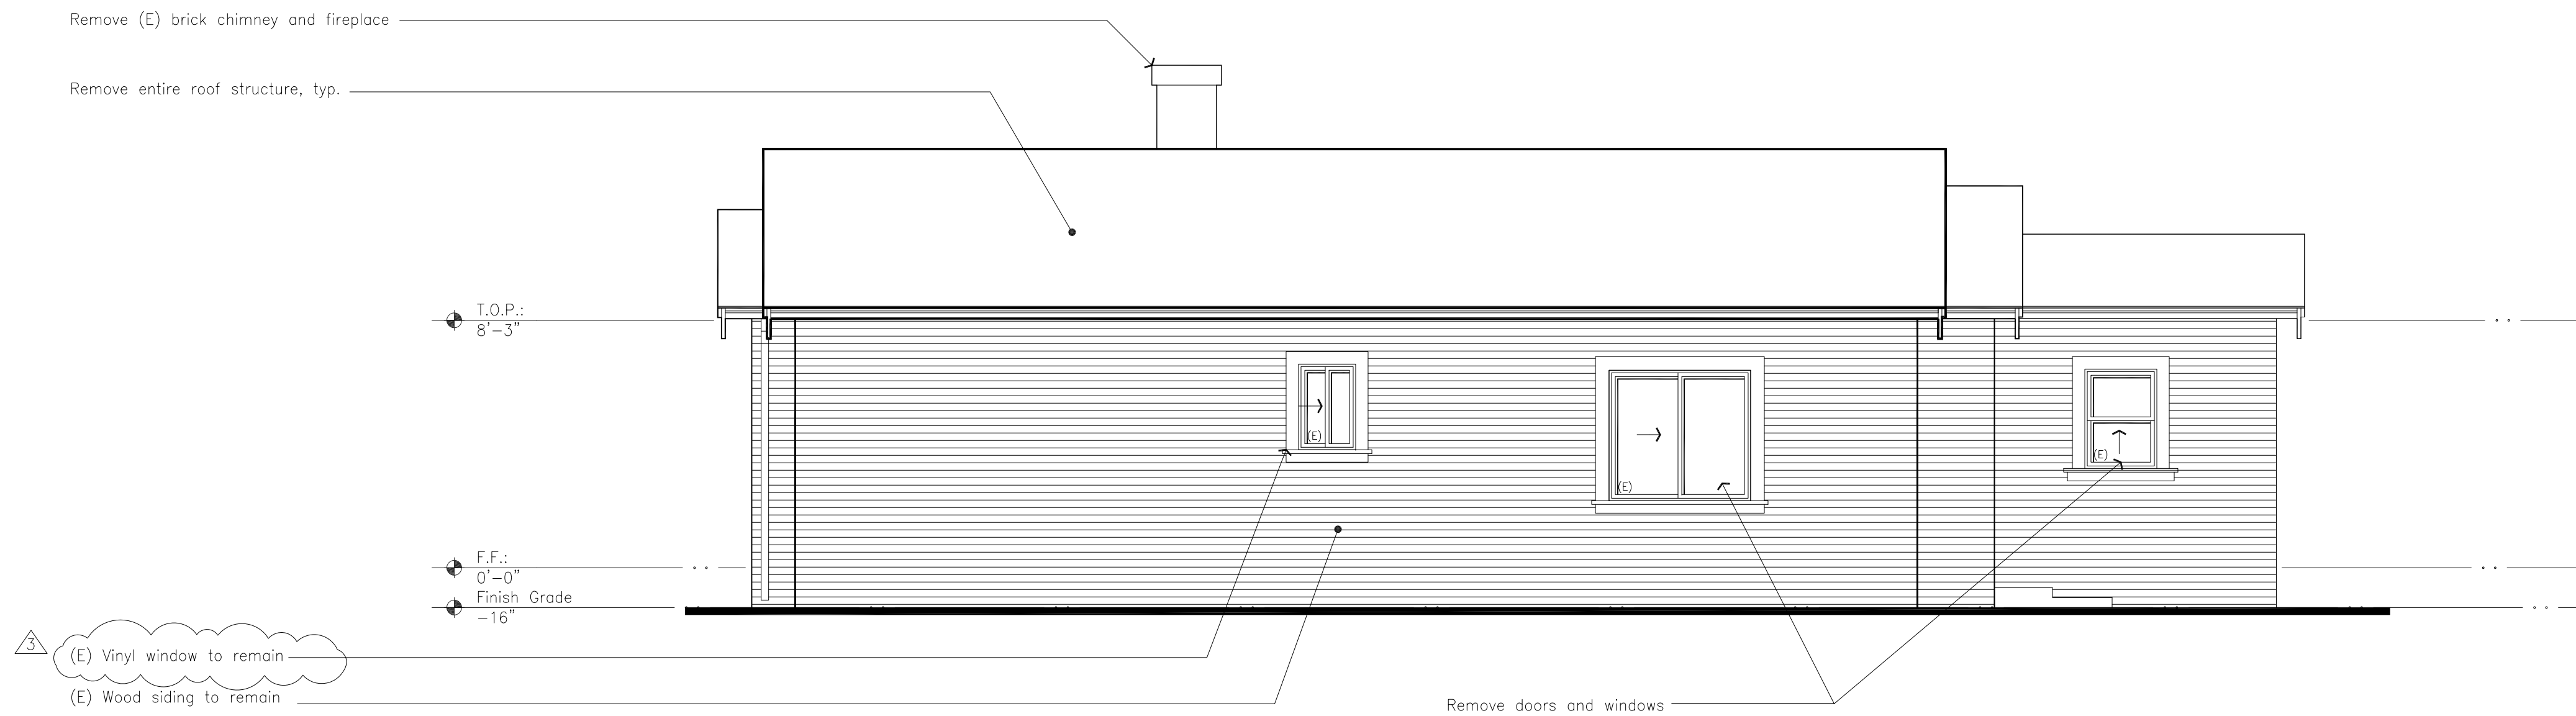 Remove (E) brick chimney and fireplace
Remove entire roof structure, typ.
T.O.P.:
8'-3"
(E)
(E)
(E)
F.F.:
0'-0"
Finish Grade
-16"
3
(E) Vinyl window to remain
(E) Wood siding to remain
Remove doors and windows